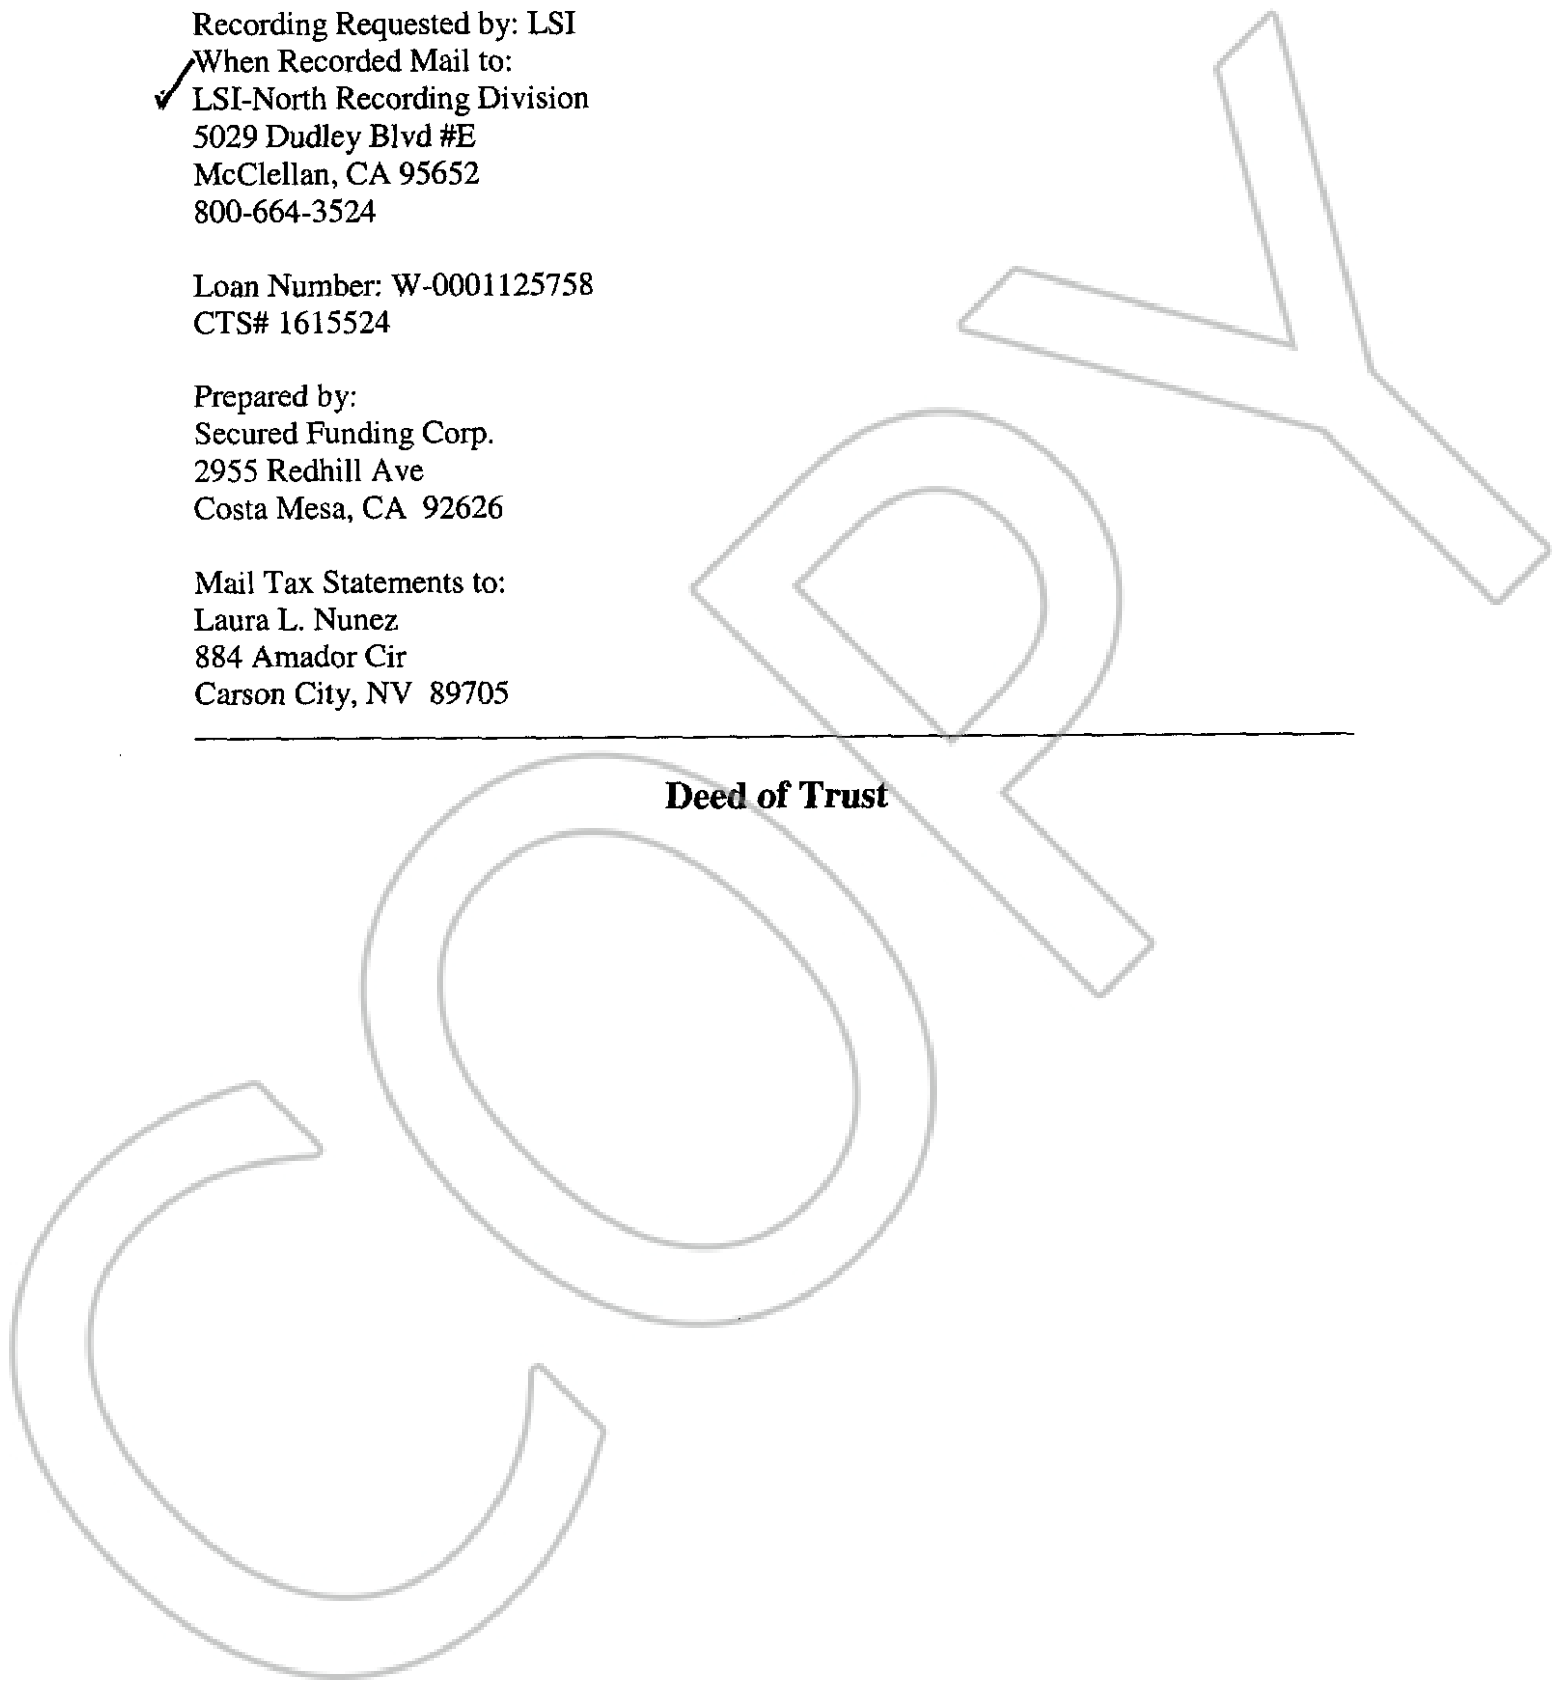 Recording Requested by: LSI
When Recorded Mail to:
LSI-North Recording Division
5029 Dudley Blvd #E
McClellan, CA 95652
800-664-3524
Loan Number: W-0001125758
CTS# 1615524
Prepared by:
Secured Funding Corp.
2955 Redhill Ave
Costa Mesa, CA 92626
Mail Tax Statements to:
Laura L. Nunez
884 Amador Cir
Carson City, NV 89705
Deed of Trust
COPY